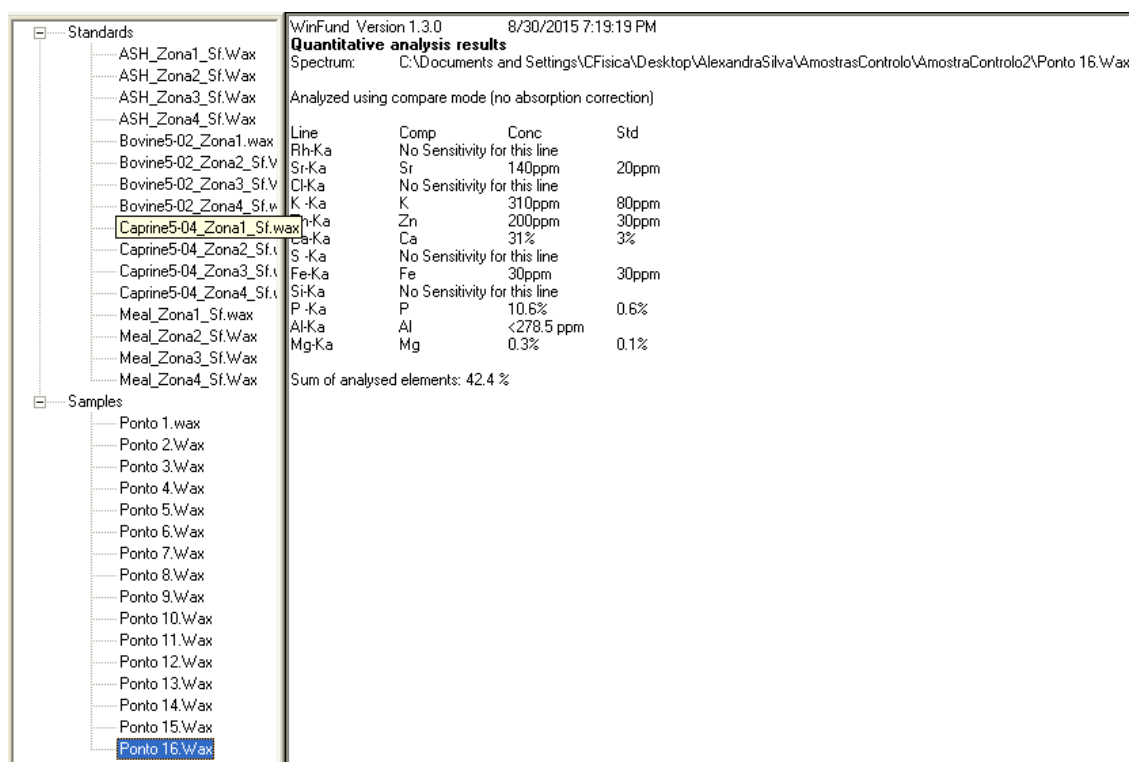 Standards
ASH_Zona1_Sf.Wax
ASH_Zona2_Sf.Wax
ASH_Zona3_Sf.Wax
ASH_Zona4_Sf.Wax
Bovine5-02_Zona1.wax
Bovine5-02_Zona2_Sf.V
Bovine5-02_Zona3_Sf.V
Bovine5-02_Zona4_Sf.w
Caprine5-04_Zona1_Sf.wax
Caprine5-04_Zona2_Sf.
Caprine5-04_Zona3_Sf.
Caprine5-04_Zona4_Sf.
Meal_Zona1_Sf.wax
Meal_Zona2_Sf.Wax
Meal_Zona3_Sf.Wax
Meal_Zona4_Sf.Wax
Samples
Ponto 1.wax
Ponto 2.Wax
Ponto 3.Wax
Ponto 4.Wax
Ponto 5.Wax
Ponto 6.Wax
Ponto 7.Wax
Ponto 8.Wax
Ponto 9.Wax
Ponto 10.Wax
Ponto 11.Wax
Ponto 12.Wax
Ponto 13.Wax
Ponto 14.Wax
Ponto 15.Wax
Ponto 16.Wax
WinFund Version 1.3.0 8/30/2015 7:19:19 PM
Quantitative analysis results
Spectrum: C:\Documents and Settings\CFisica\Desktop\AlexandraSilva\AmostrasControlo\AmostraControlo2\Ponto 16.Wax
Analyzed using compare mode (no absorption correction)
Line Comp Conc Std
Rh-Ka No Sensitivity for this line
Sr-Ka Sr 140ppm 20ppm
Cl-Ka No Sensitivity for this line
K -Ka K 310ppm 80ppm
n-Ka Zn 200ppm 30ppm
Ca-Ka Ca 31% 3%
S -Ka No Sensitivity for this line
Fe-Ka Fe 30ppm 30ppm
Si-Ka No Sensitivity for this line
P -Ka P 10.6% 0.6%
Al-Ka Al <278.5 ppm
Mg-Ka Mg 0.3% 0.1%
Sum of analysed elements: 42.4 %